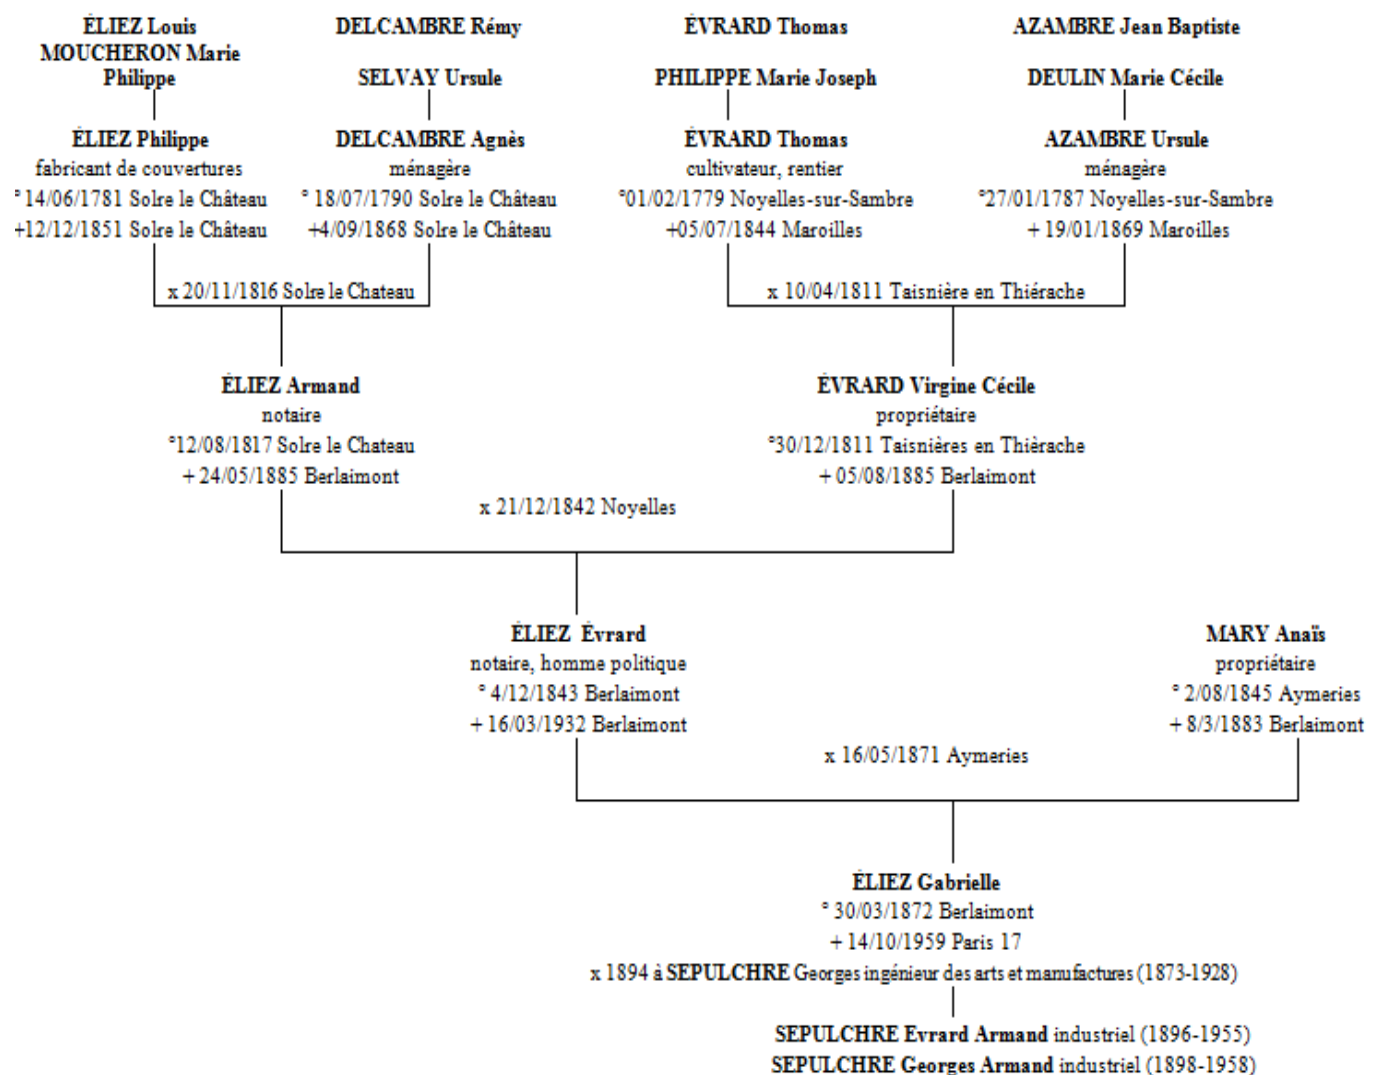 ÉLIEZ Louis
MOUCHERON Marie
Philippe
DELCAMBRE Rémy
SELVAY Ursule
ÉVRARD Thomas
PHILIPPE Marie Joseph
AZAMBRE Jean Baptiste
DEULIN Marie Cécile
ÉLIEZ Philippe
fabricant de couvertures
° 14/06/1781 Solre le Château
+12/12/1851 Solre le Château
DELCAMBRE Agnès
ménagère
° 18/07/1790 Solre le Château
+4/09/1868 Solre le Château
ÉVRARD Thomas
cultivateur, rentier
°01/02/1779 Noyelles-sur-Sambre
+05/07/1844 Maroilles
AZAMBRE Ursule
ménagère
°27/01/1787 Noyelles-sur-Sambre
+ 19/01/1869 Maroilles
x 20/11/1816 Solre le Chateau
x 10/04/1811 Taisnière en Thiérache
ÉLIEZ Armand
notaire
°12/08/1817 Solre le Chateau
+ 24/05/1885 Berlaimont
ÉVRARD Virgine Cécile
propriétaire
°30/12/1811 Taisnières en Thièrache
+ 05/08/1885 Berlaimont
x 21/12/1842 Noyelles
ÉLIEZ Évrard
notaire, homme politique
° 4/12/1843 Berlaimont
+ 16/03/1932 Berlaimont
MARY Anaïs
propriétaire
° 2/08/1845 Aymeries
+ 8/3/1883 Berlaimont
x 16/05/1871 Aymeries
ÉLIEZ Gabrielle
° 30/03/1872 Berlaimont
+ 14/10/1959 Paris 17
x 1894 à SEPULCHRE Georges ingénieur des arts et manufactures (1873-1928)
SEPULCHRE Evrard Armand industriel (1896-1955)
SEPULCHRE Georges Armand industriel (1898-1958)